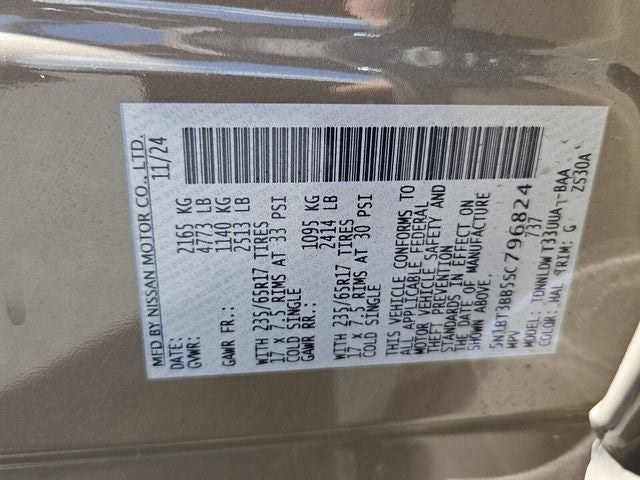 MFD BY NISSAN MOTOR CO., LTD.
DATE: 11/24
GVWR: 2165 KG
4773 LB
GAWR FR.: 1140 KG
2513 LB
WITH 235/65R17 TIRES
17 X 7.5 RIMS AT 33 PSI
COLD SINGLE
GAWR RR.: 1095 KG
2414 LB
WITH 235/65R17 TIRES
17 X 7.5 RIMS AT 30 PSI
COLD SINGLE
THIS VEHICLE CONFORMS TO
ALL APPLICABLE FEDERAL
MOTOR VEHICLE SAFETY AND
THEFT PREVENTION
STANDARDS IN EFFECT ON
THE DATE OF MANUFACTURE
SHOWN ABOVE.
5N1BT3BB5SC796824
MPV 737
MODEL: TDNNLDW T33UUAT-BAA
COLOR: HAL TRIM: G ZS30A